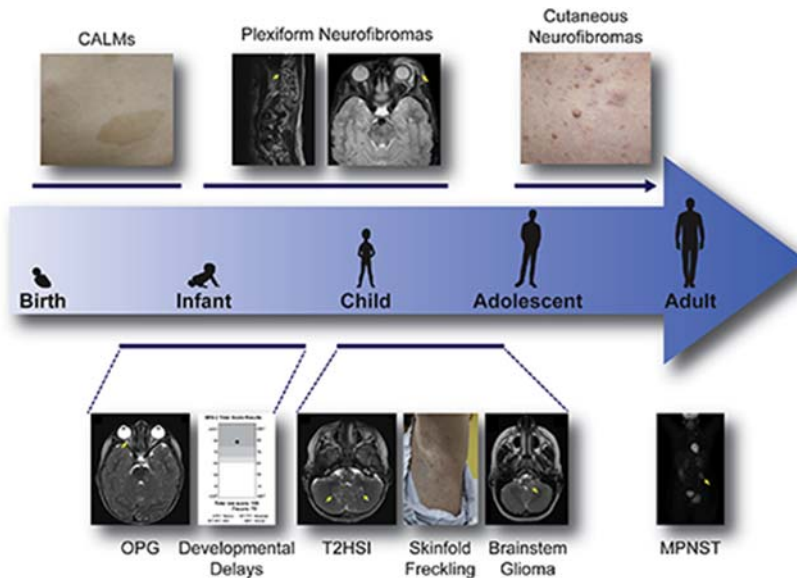 CALMs
Plexiform Neurofibromas
Cutaneous
Neurofibromas
Birth
Infant
Child
Adolescent
Adult
OPG
Developmental
Delays
T2HSI
Skinfold
Freckling
Brainstem
Glioma
MPNST